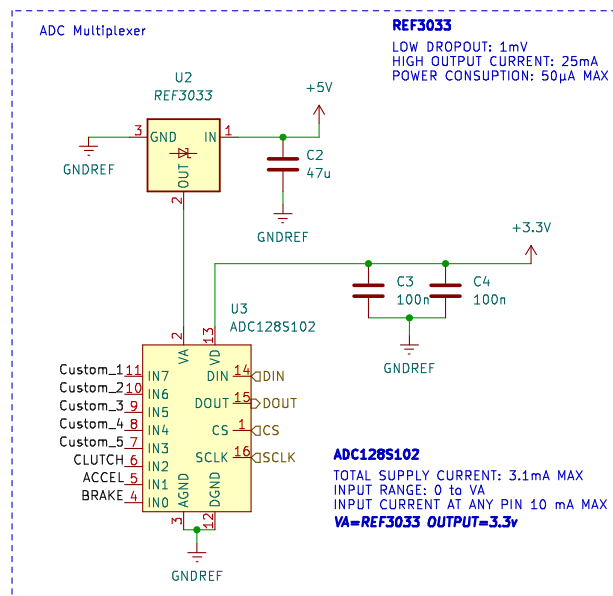 ADC Multiplexer
REF3033
LOW DROPOUT: 1mV
HIGH OUTPUT CURRENT: 25mA
POWER CONSUPTION: 50µA MAX
U2
REF3033
+5V
3 GND IN 1
OUT
2
GNDREF
C2
47u
GNDREF
+3.3V
C3
100n
C4
100n
GNDREF
U3
ADC128S102
2 13
VA VD
Custom_1 11 IN7 DIN 14 DIN
Custom_2 10 IN6
Custom_3 9 IN5 DOUT 15 DOUT
Custom_4 8 IN4 CS 1 CS
Custom_5 7 IN3
CLUTCH 6 IN2 SCLK 16 SCLK
ACCEL 5 IN1
BRAKE 4 IN0
AGND DGND
3 12
GNDREF
ADC128S102
TOTAL SUPPLY CURRENT: 3.1mA MAX
INPUT RANGE: 0 to VA
INPUT CURRENT AT ANY PIN 10 mA MAX
VA=REF3033 OUTPUT=3.3v